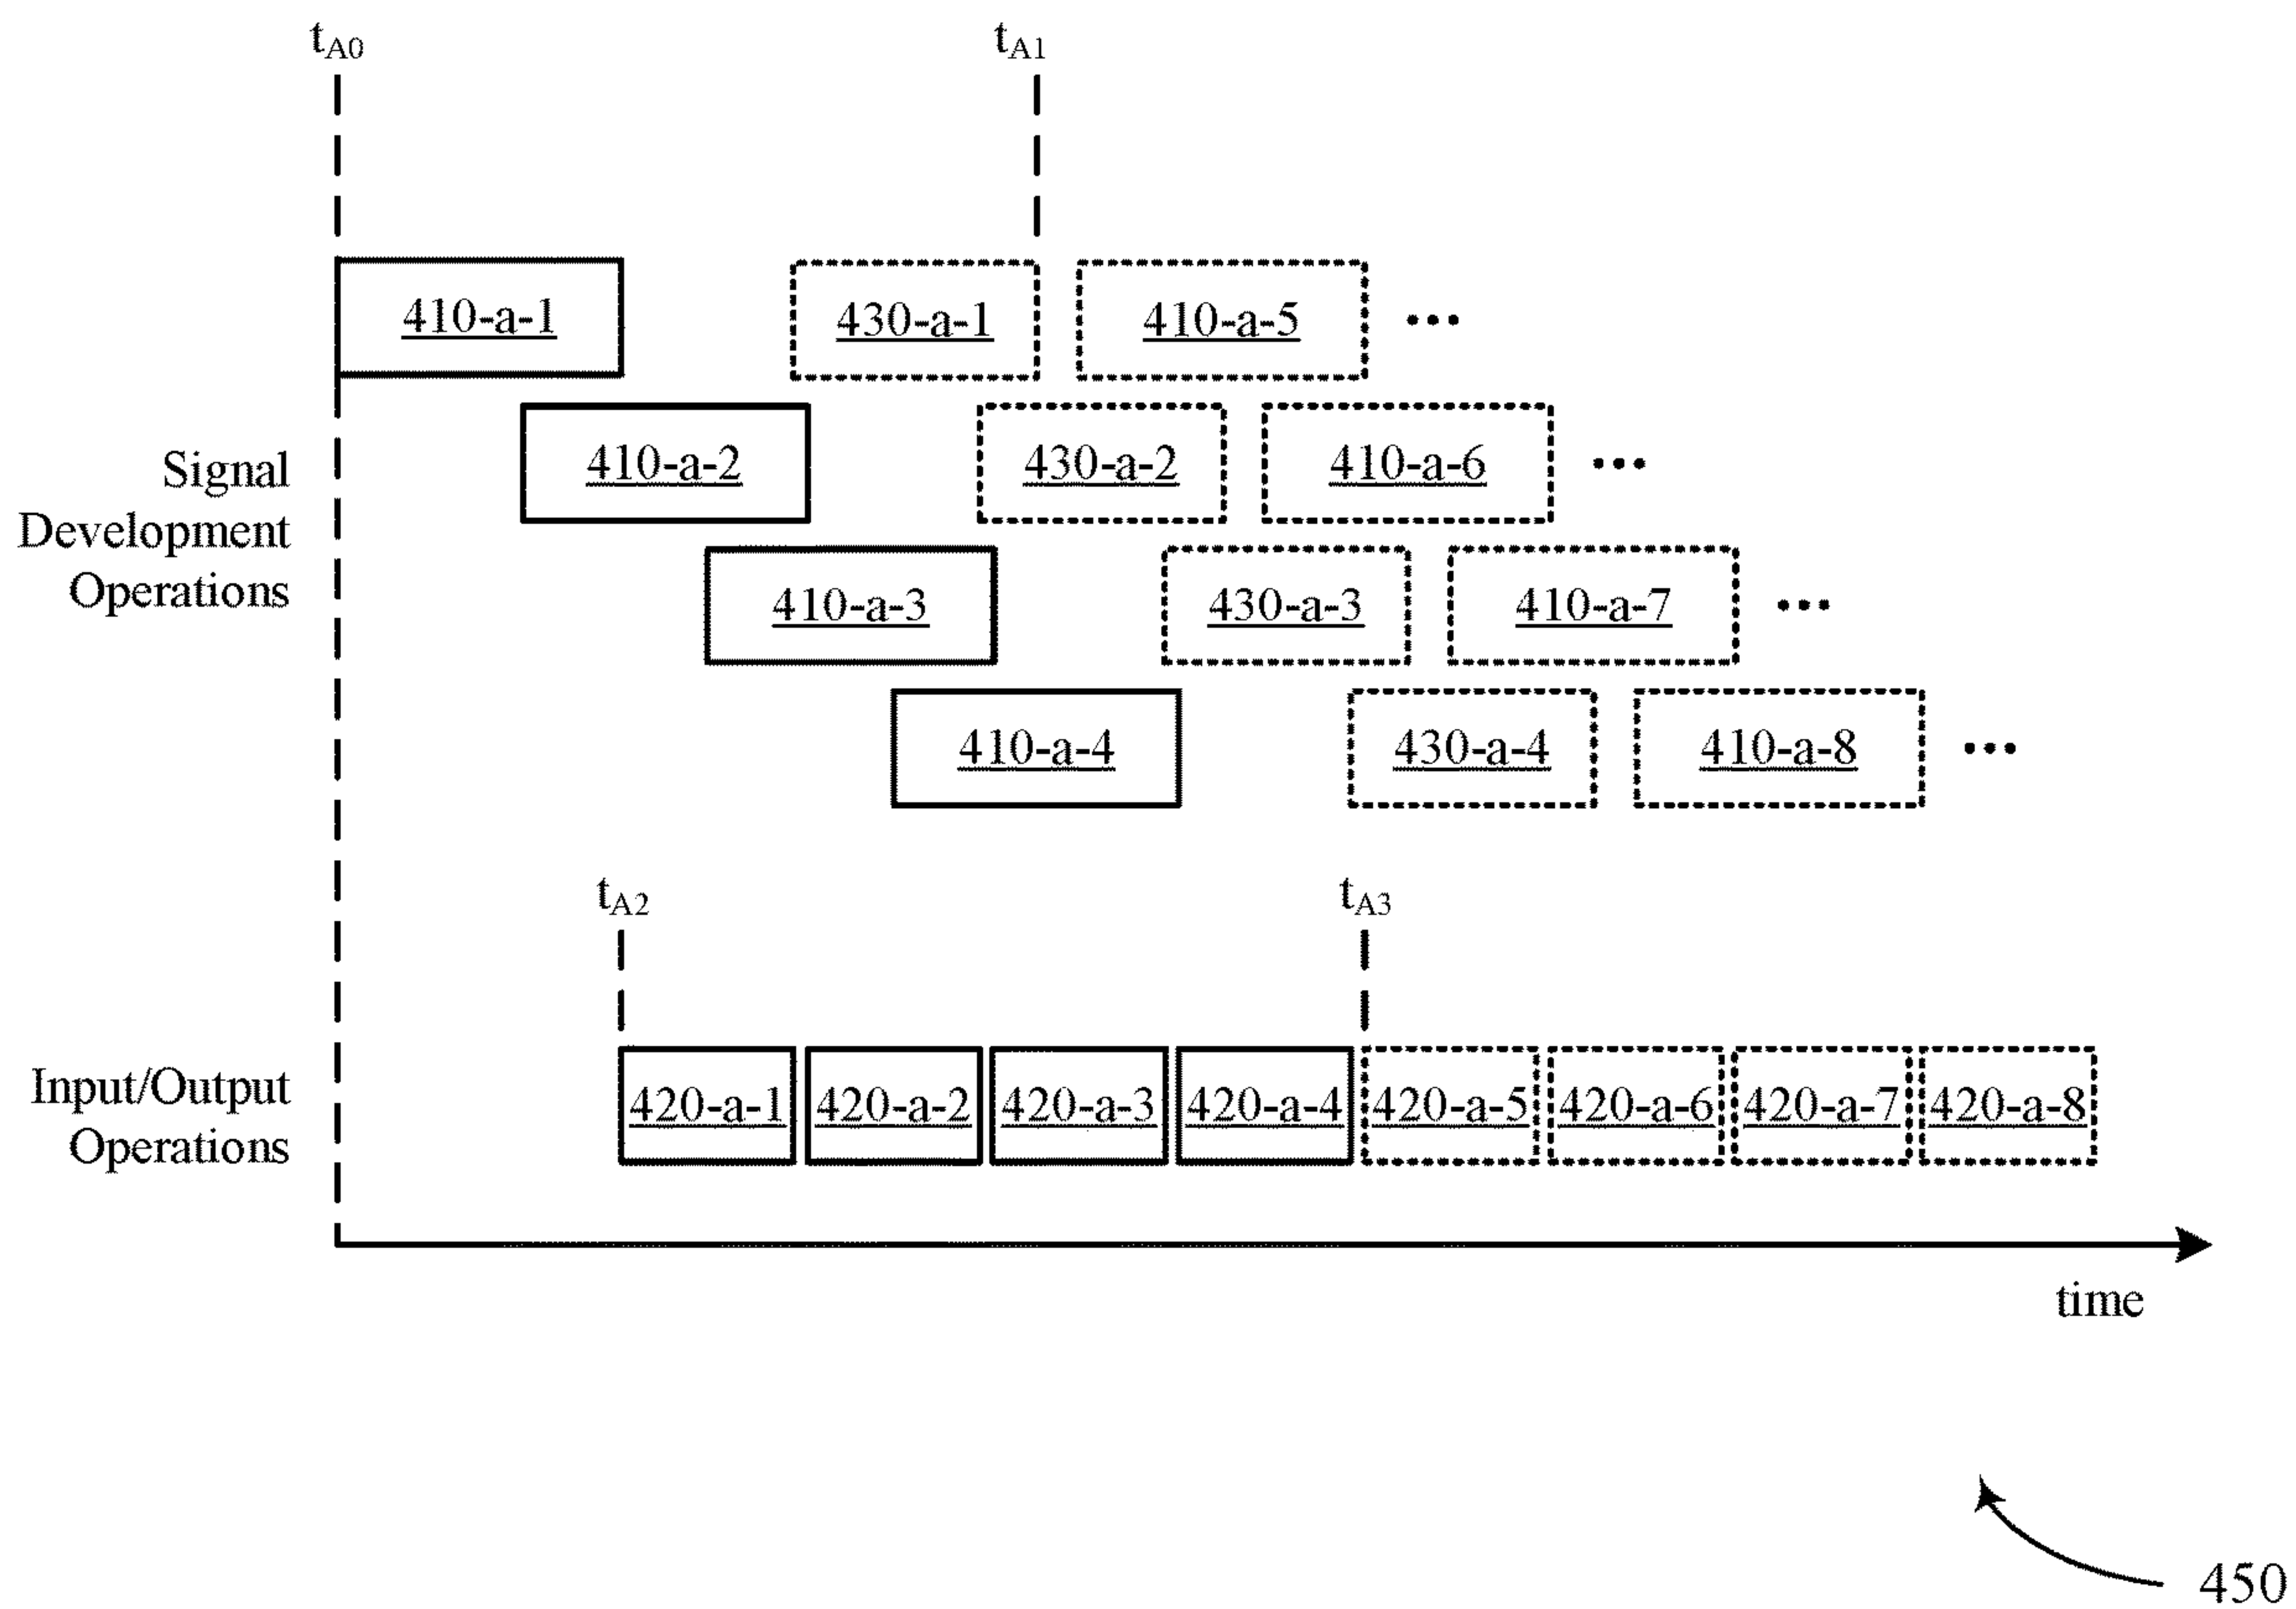 tA0 tA1
410-a-1 430-a-1 410-a-5 •••
410-a-2 430-a-2 410-a-6 •••
Signal
Development
Operations
410-a-3 430-a-3 410-a-7 •••
410-a-4 430-a-4 410-a-8 •••
tA2 tA3
Input/Output
Operations
420-a-1 420-a-2 420-a-3 420-a-4 420-a-5 420-a-6 420-a-7 420-a-8
time
450